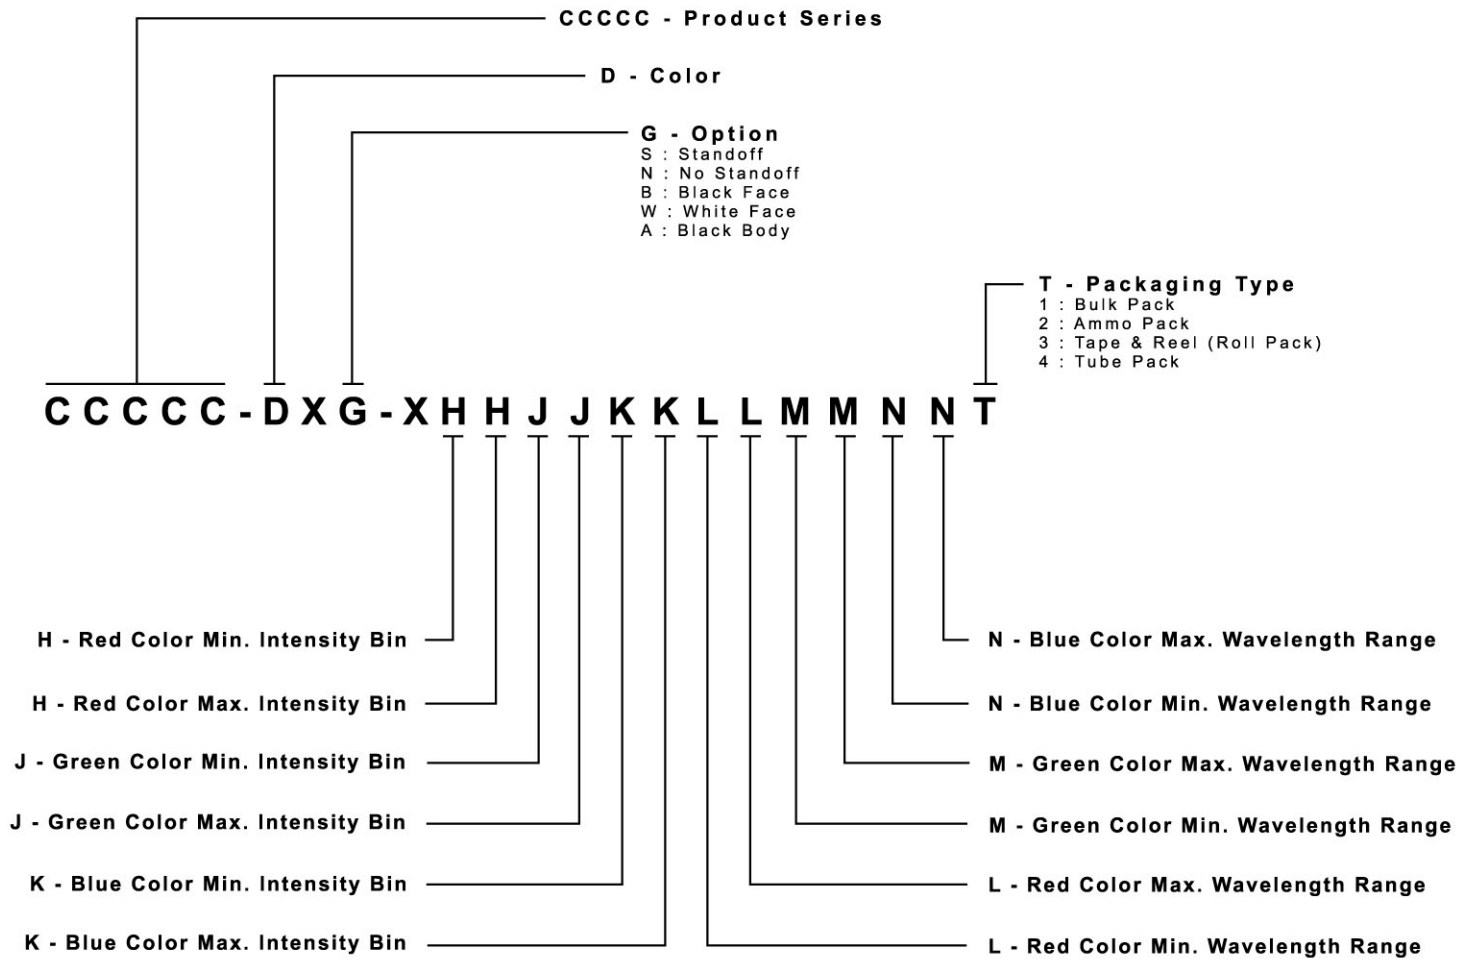 CCCCC - Product Series
D - Color
G - Option
S : Standoff
N : No Standoff
B : Black Face
W : White Face
A : Black Body
T - Packaging Type
1 : Bulk Pack
2 : Ammo Pack
3 : Tape & Reel (Roll Pack)
4 : Tube Pack
C C C C C - D X G - X H H J J K K L L M M N N T
H - Red Color Min. Intensity Bin
N - Blue Color Max. Wavelength Range
H - Red Color Max. Intensity Bin
N - Blue Color Min. Wavelength Range
J - Green Color Min. Intensity Bin
M - Green Color Max. Wavelength Range
J - Green Color Max. Intensity Bin
M - Green Color Min. Wavelength Range
K - Blue Color Min. Intensity Bin
L - Red Color Max. Wavelength Range
K - Blue Color Max. Intensity Bin
L - Red Color Min. Wavelength Range